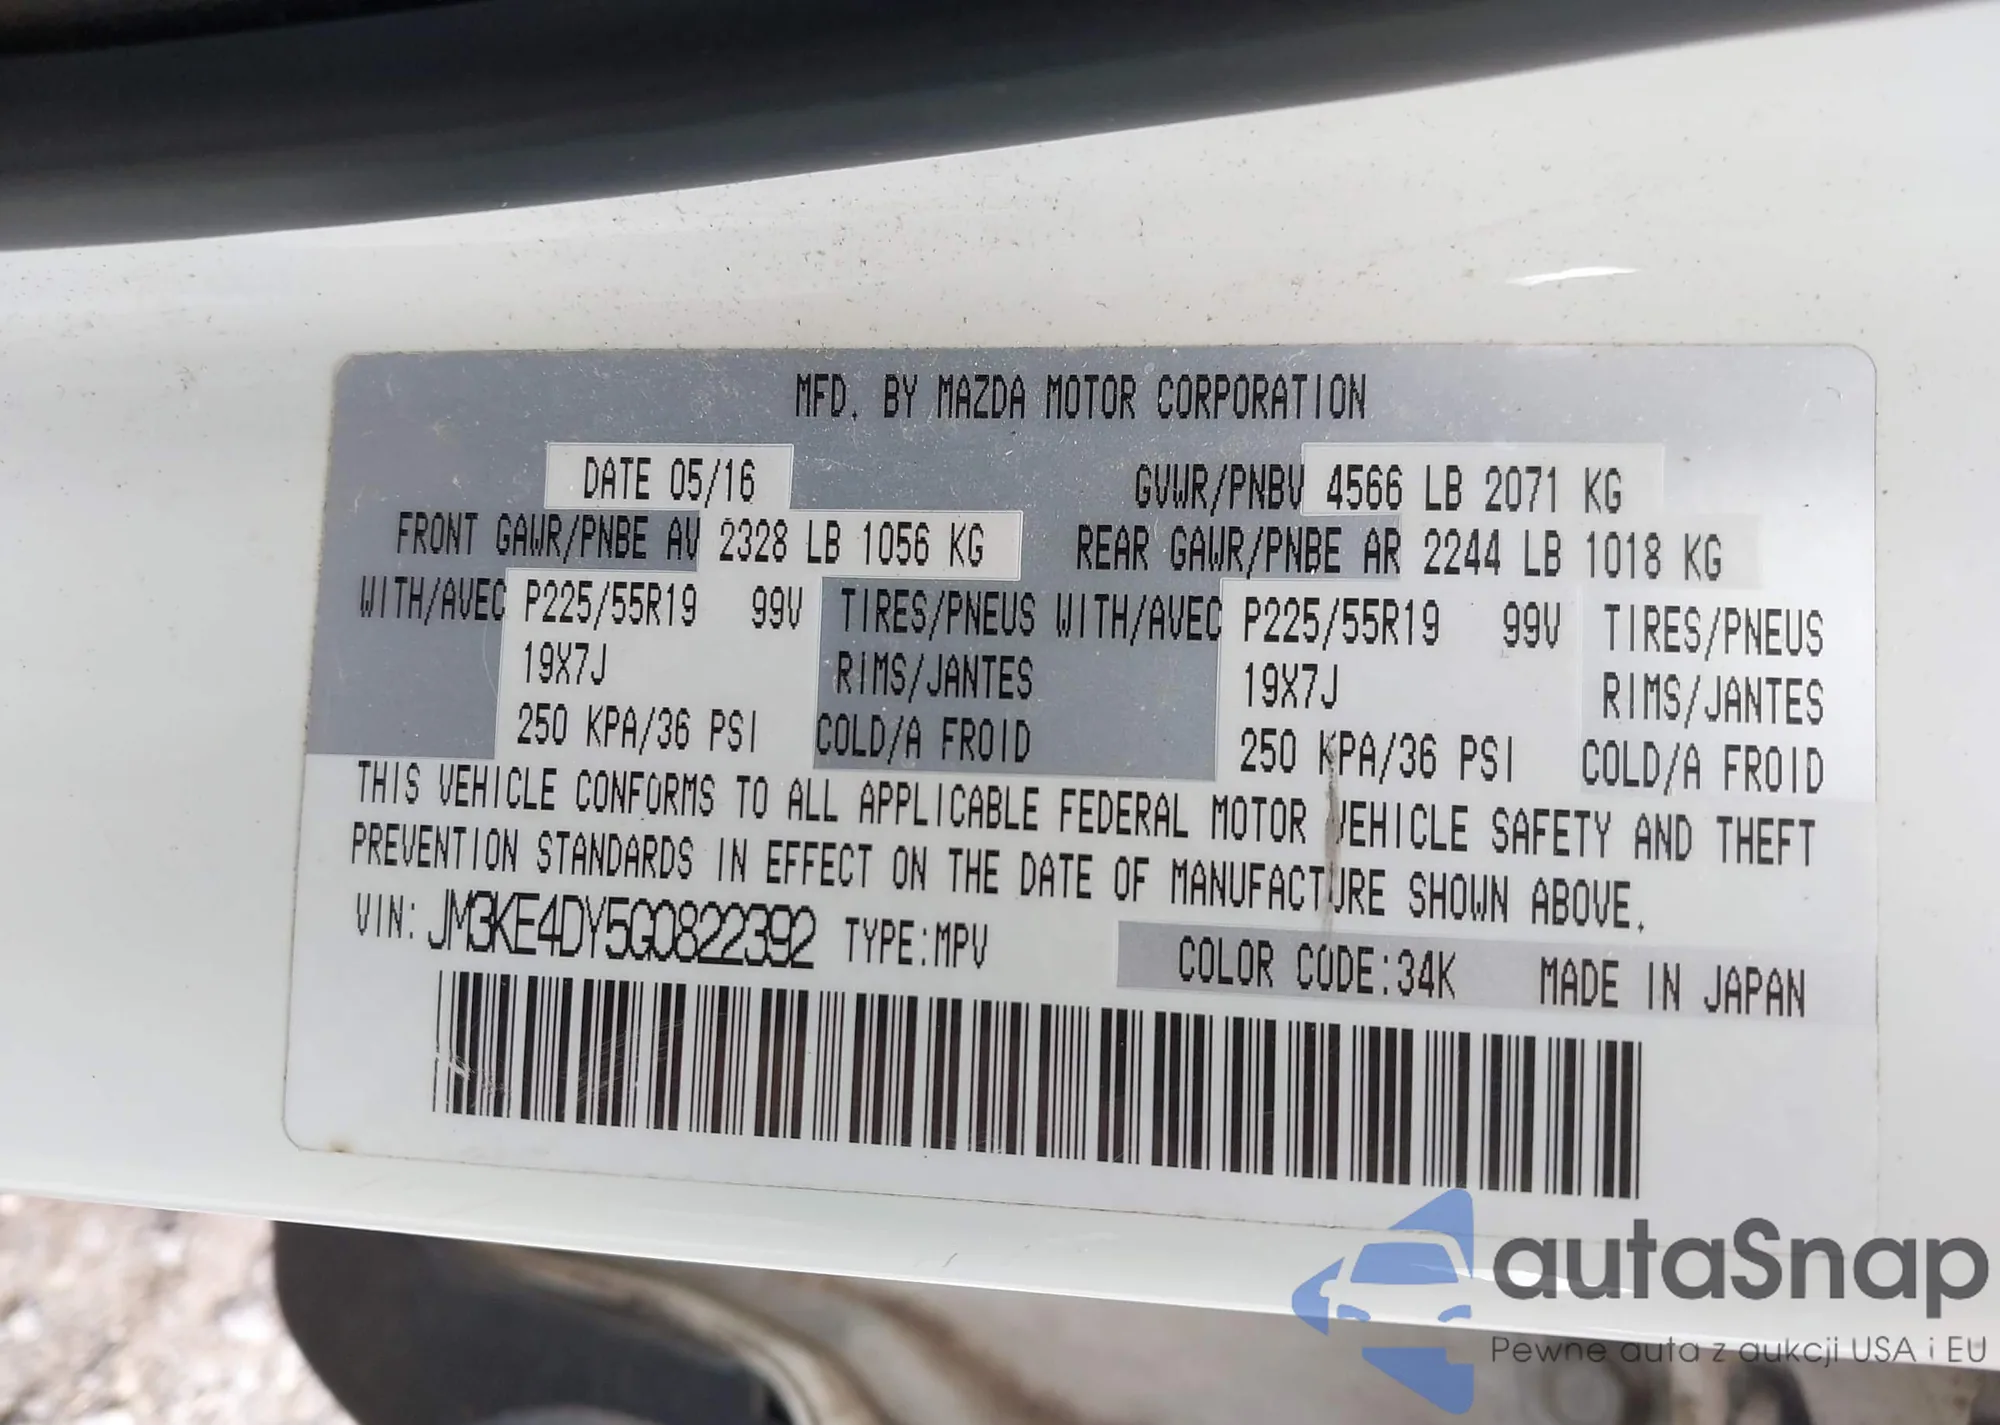 MFD. BY MAZDA MOTOR CORPORATION
DATE 05/16 GVWR/PNBV 4566 LB 2071 KG
FRONT GAWR/PNBE AV 2328 LB 1056 KG REAR GAWR/PNBE AR 2244 LB 1018 KG
WITH/AVEC P225/55R19 99V TIRES/PNEUS WITH/AVEC P225/55R19 99V TIRES/PNEUS
19X7J RIMS/JANTES 19X7J RIMS/JANTES
250 KPA/36 PSI COLD/A FROID 250 KPA/36 PSI COLD/A FROID
THIS VEHICLE CONFORMS TO ALL APPLICABLE FEDERAL MOTOR VEHICLE SAFETY AND THEFT
PREVENTION STANDARDS IN EFFECT ON THE DATE OF MANUFACTURE SHOWN ABOVE.
VIN: JM3KE4DY5G0822392 TYPE:MPV COLOR CODE:34K MADE IN JAPAN
autaSnap
Pewne auta z aukcji USA i EU